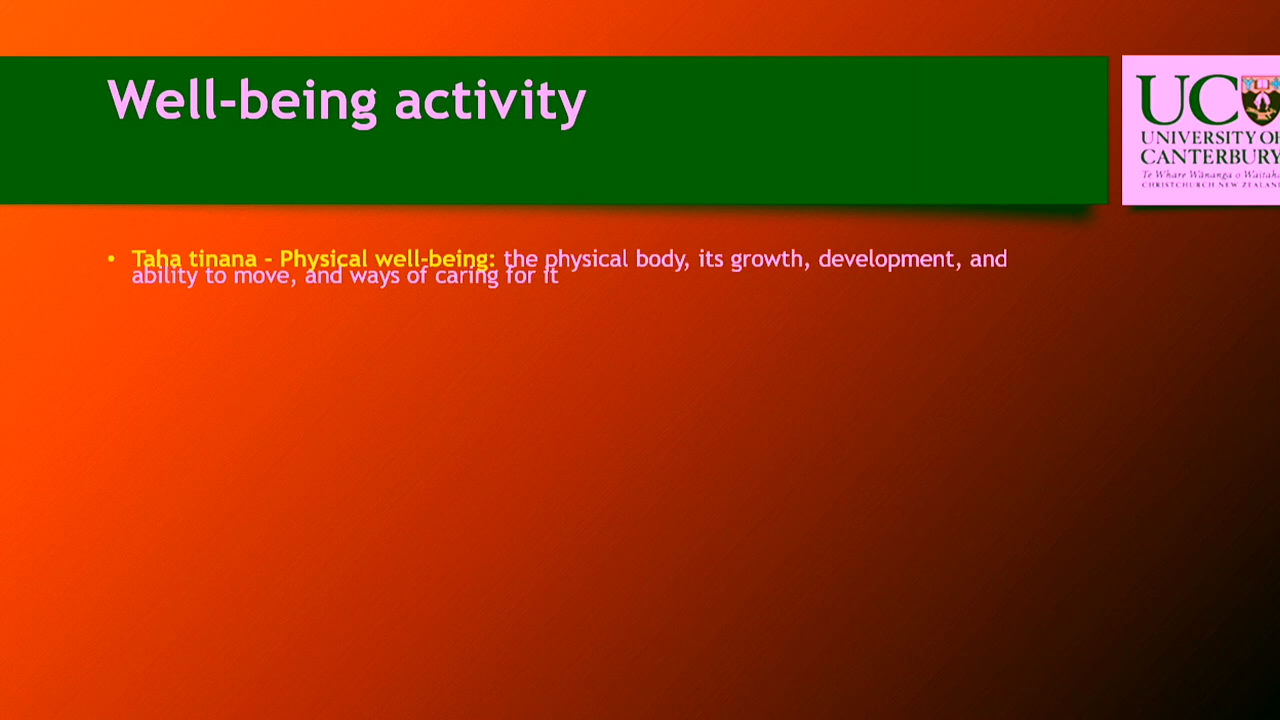 Well-being activity
UC
UNIVERSITY OF
CANTERBURY
Te Whare Wānanga o Waitaha
CHRISTCHURCH NEW ZEALAND
• Taha tinana - Physical well-being: the physical body, its growth, development, and
ability to move, and ways of caring for it